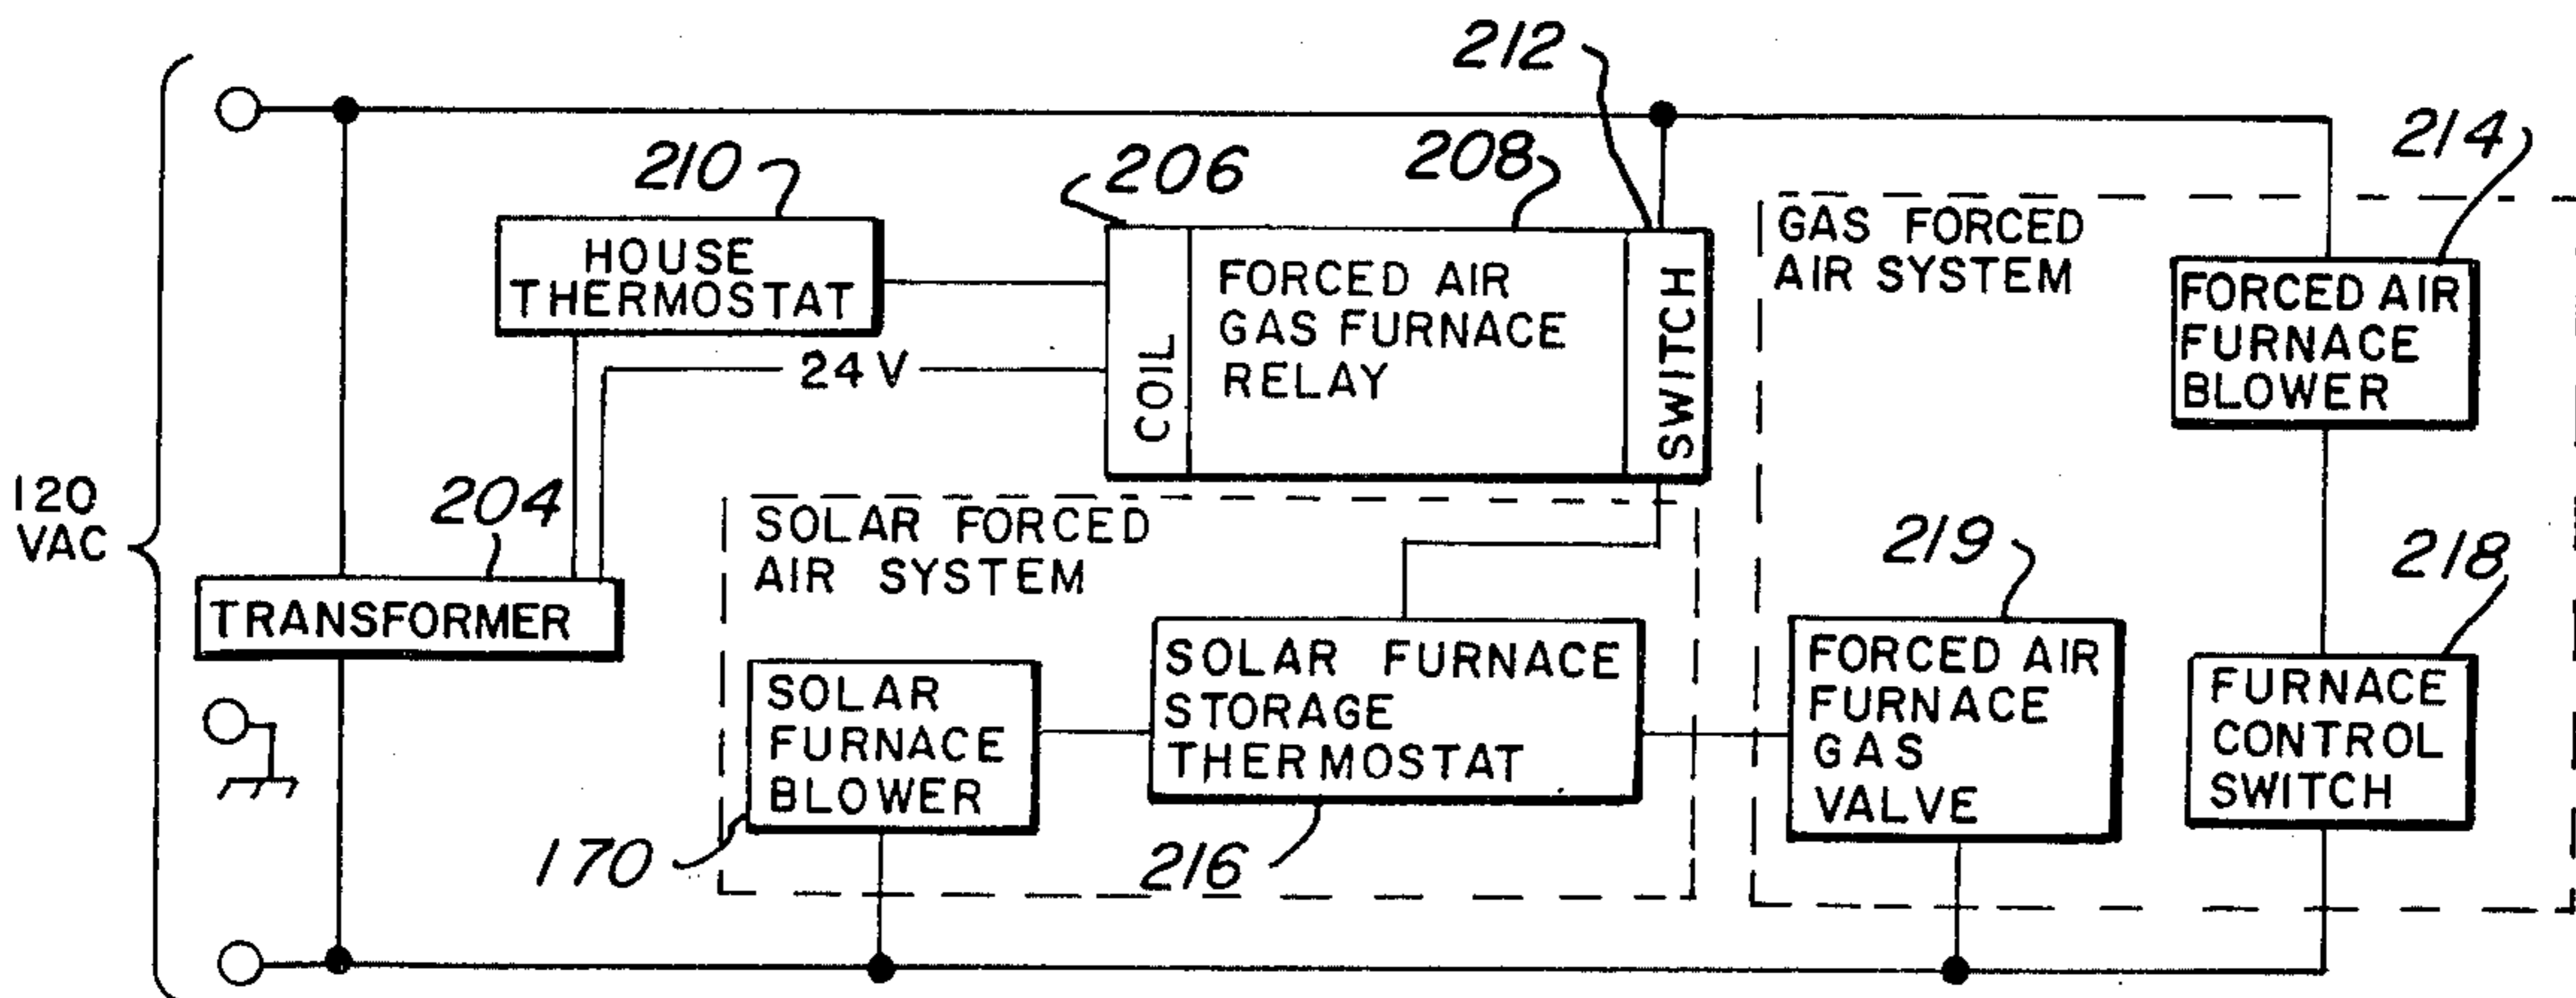 212
210
206
208
214
HOUSE
THERMOSTAT
COIL
FORCED AIR
GAS FURNACE
RELAY
SWITCH
GAS FORCED
AIR SYSTEM
FORCED AIR
FURNACE
BLOWER
24 V
120
VAC
204
TRANSFORMER
SOLAR FORCED
AIR SYSTEM
219
218
SOLAR
FURNACE
BLOWER
SOLAR FURNACE
STORAGE
THERMOSTAT
FORCED AIR
FURNACE
GAS
VALVE
FURNACE
CONTROL
SWITCH
170
216